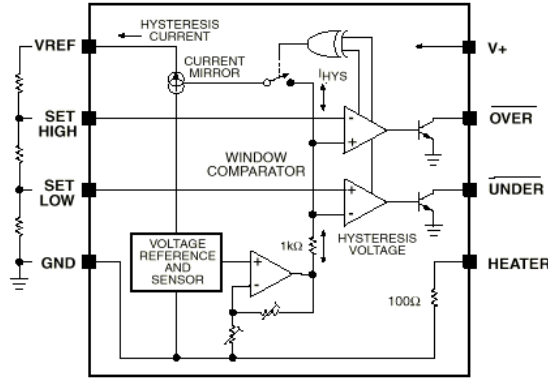 HYSTERESIS
CURRENT
VREF
V+
CURRENT
MIRROR
IHYS
SET
HIGH
OVER
WINDOW
COMPARATOR
SET
LOW
UNDER
VOLTAGE
REFERENCE
AND
SENSOR
1kΩ
HYSTERESIS
VOLTAGE
GND
HEATER
100Ω
- 
+
+
-
+
-